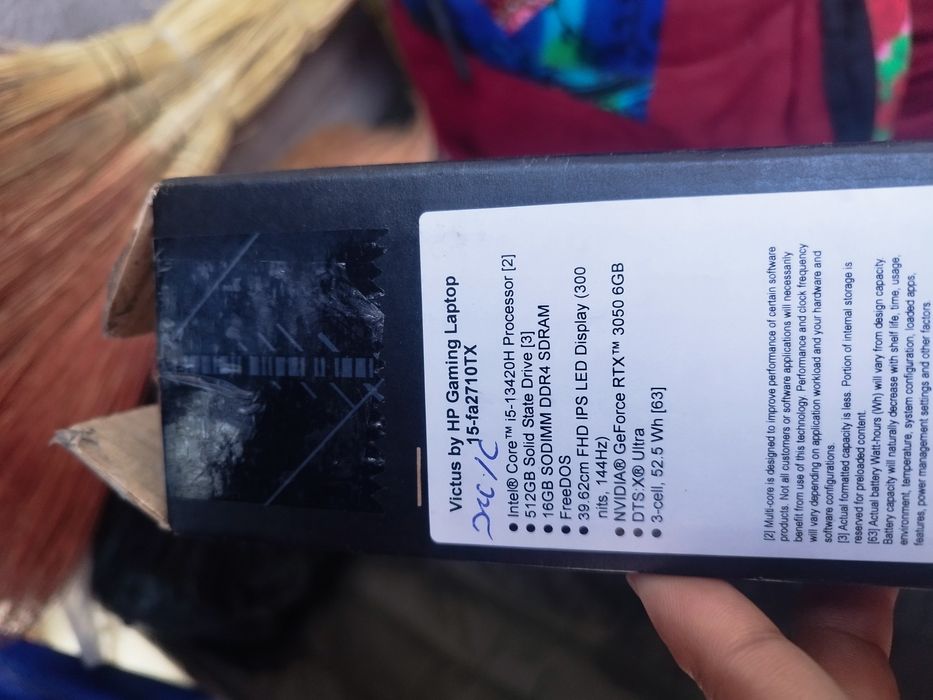 Victus by HP Gaming Laptop
15-fa2710TX
● Intel® Core™ i5-13420H Processor [2]
● 512GB Solid State Drive [3]
● 16GB SODIMM DDR4 SDRAM
● FreeDOS
● 39.62cm FHD IPS LED Display (300
nits, 144Hz)
● NVIDIA® GeForce RTX™ 3050 6GB
● DTS:X® Ultra
● 3-cell, 52.5 Wh [63]
[2] Multi-core is designed to improve performance of certain software
products. Not all customers or software applications will necessarily
benefit from use of this technology. Performance and clock frequency
will vary depending on application workload and your hardware and
software configurations.
[3] Actual formatted capacity is less. Portion of internal storage is
reserved for preloaded content.
[63] Actual battery Watt-hours (Wh) will vary from design capacity.
Battery capacity will naturally decrease with shelf life, time, usage,
environment, temperature, system configuration, loaded apps,
features, power management settings and other factors.